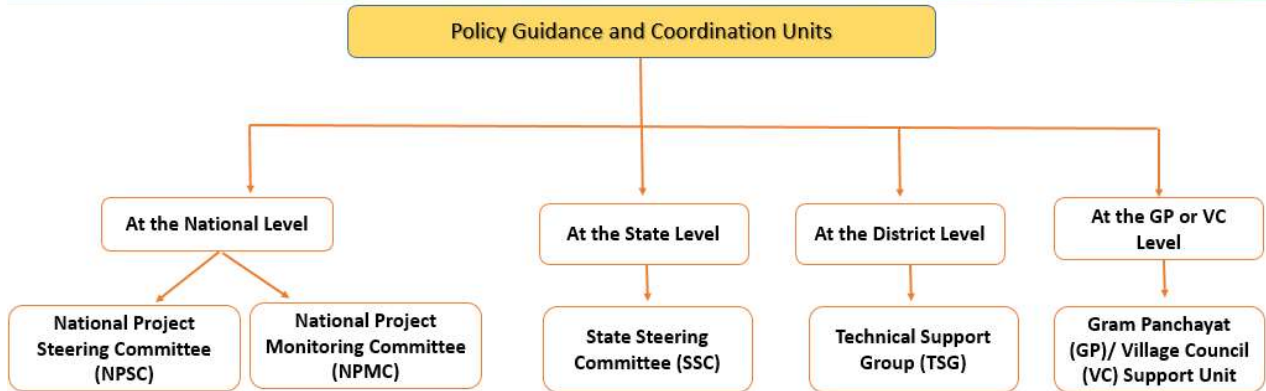 Policy Guidance and Coordination Units
At the National Level
At the State Level
At the District Level
At the GP or VC
Level
National Project
Steering Committee
(NPSC)
National Project
Monitoring Committee
(NPMC)
State Steering
Committee (SSC)
Technical Support
Group (TSG)
Gram Panchayat
(GP)/ Village Council
(VC) Support Unit